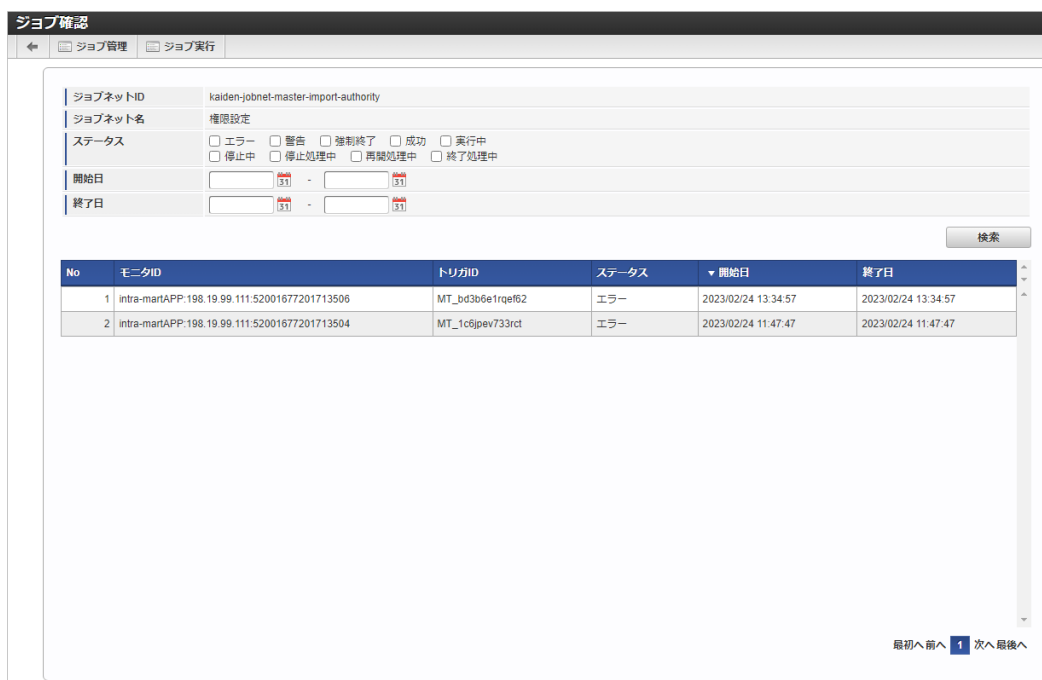 ジョブ確認
ジョブ管理 ジョブ実行
ジョブネットID kaiden-jobnet-master-import-authority
ジョブネット名 権限設定
ステータス エラー 警告 強制終了 成功 実行中
停止中 停止処理中 再開処理中 終了処理中
開始日 31 - 31
終了日 31 - 31
検索
No モニタID トリガID ステータス ▼ 開始日 終了日
1 intra-martAPP:198.19.99.111:52001677201713506 MT_bd3b6e1rqef62 エラー 2023/02/24 13:34:57 2023/02/24 13:34:57
2 intra-martAPP:198.19.99.111:52001677201713504 MT_1c6jpev733rct エラー 2023/02/24 11:47:47 2023/02/24 11:47:47
最初へ 前へ 1 次へ 最後へ